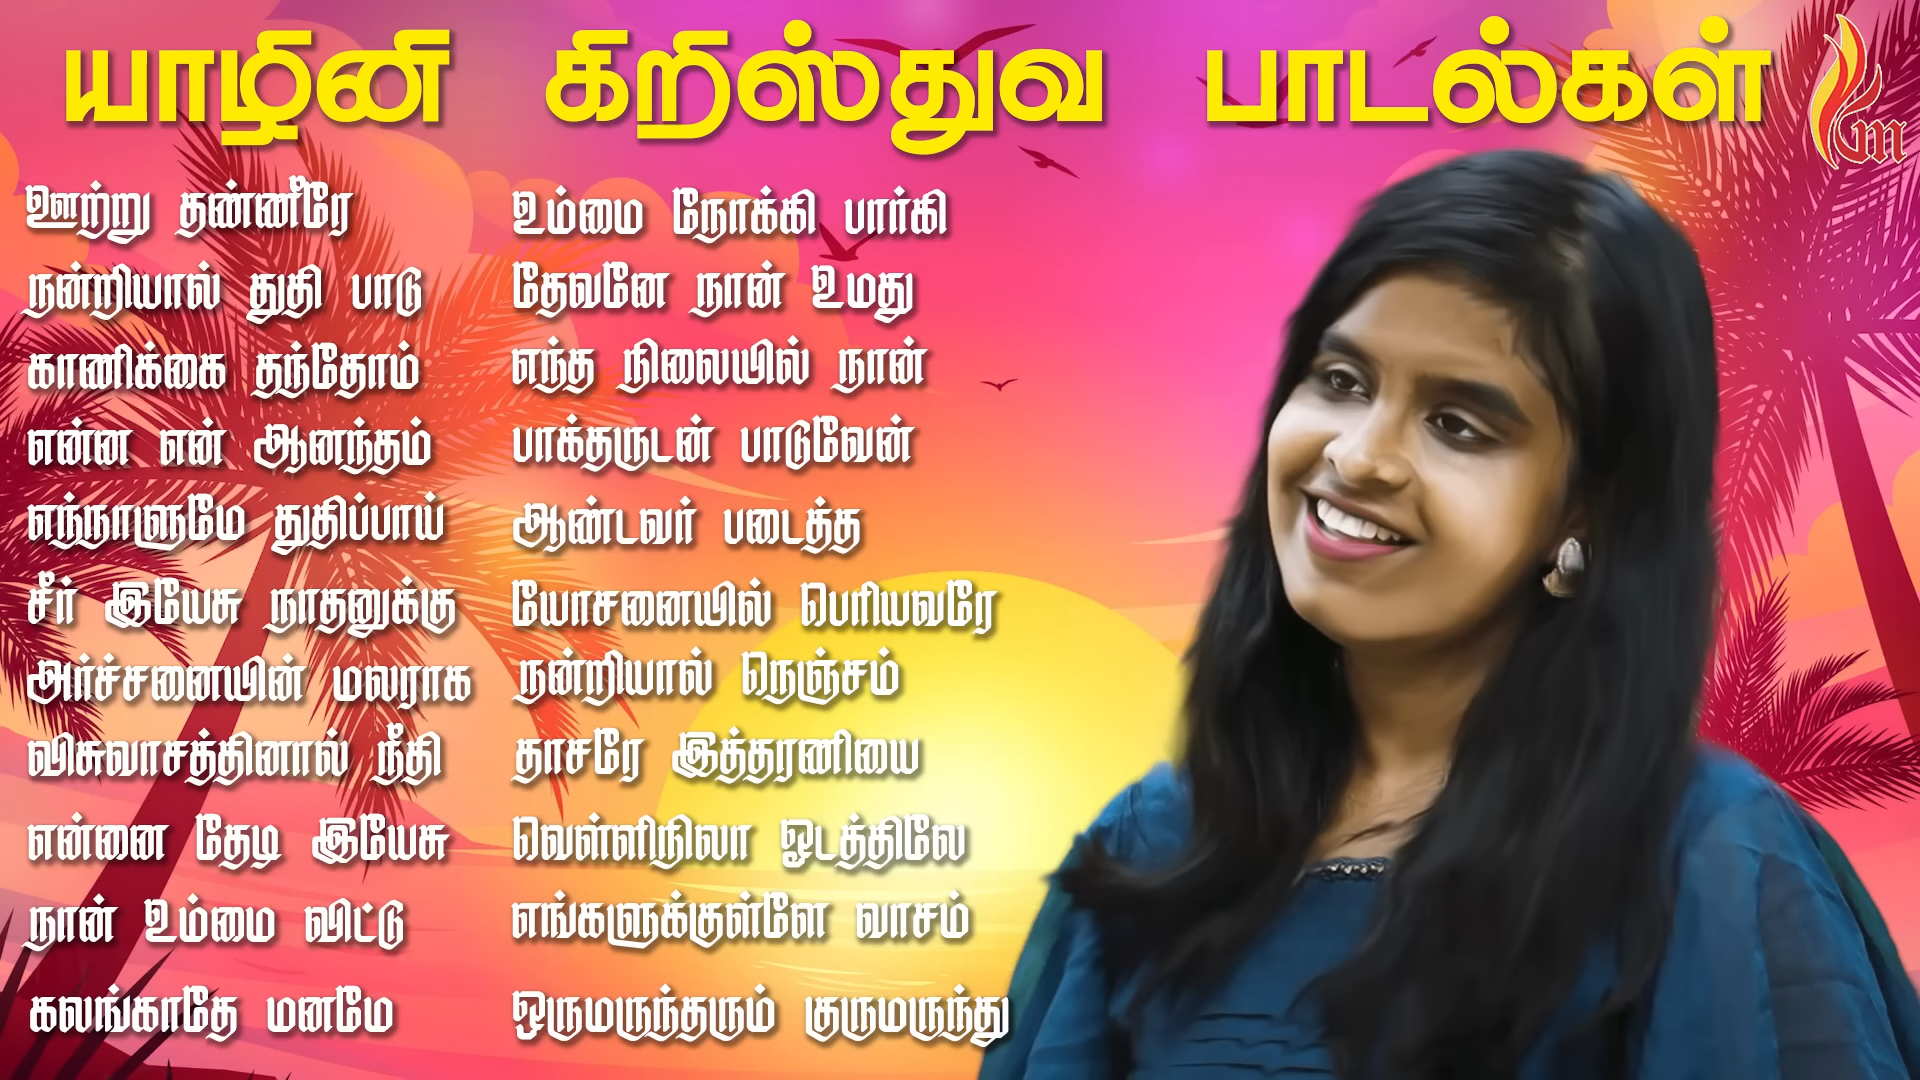 யாழினி கிறிஸ்துவ பாடல்கள்
ஊற்று தண்ணீரே
நன்றியால் துதி பாடு
காணிக்கை தந்தோம்
என்ன என் ஆனந்தம்
எந்நாளுமே துதிப்பாய்
சீர் இயேசு நாதனுக்கு
அர்ச்சனையின் மலராக
விசுவாசத்தினால் நீதி
என்னை தேடி இயேசு
நான் உம்மை விட்டு
கலங்காதே மனமே
உம்மை நோக்கி பார்கி
தேவனே நான் உமது
எந்த நிலையில் நான்
பாக்தருடன் பாடுவேன்
ஆண்டவர் படைத்த
யோசனையில் பெரியவரே
நன்றியால் நெஞ்சம்
தாசரே இத்தரணியை
வெள்ளிநிலா ஓடத்திலே
எங்களுக்குள்ளே வாசம்
ஒருமருந்தரும் குருமருந்து